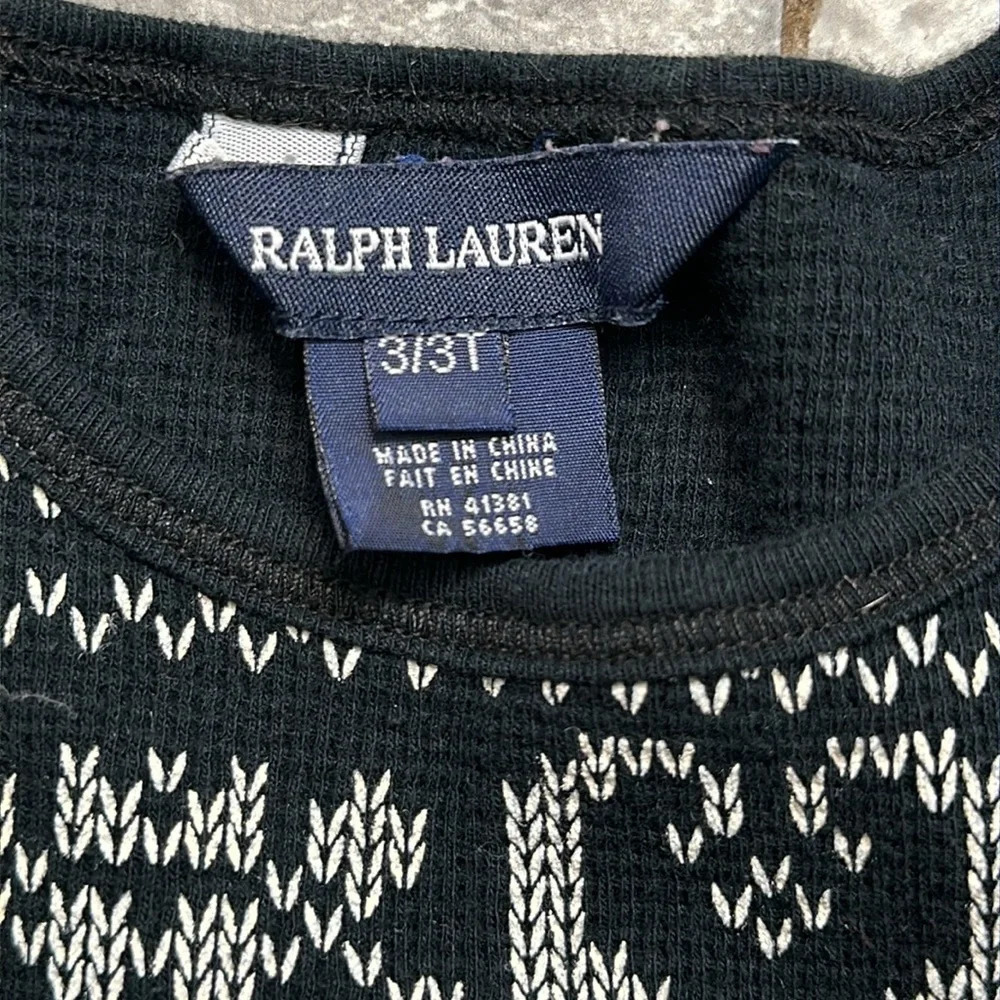 RALPH LAUREN
3/3T
MADE IN CHINA
FAIT EN CHINE
RN 41381
CA 56658